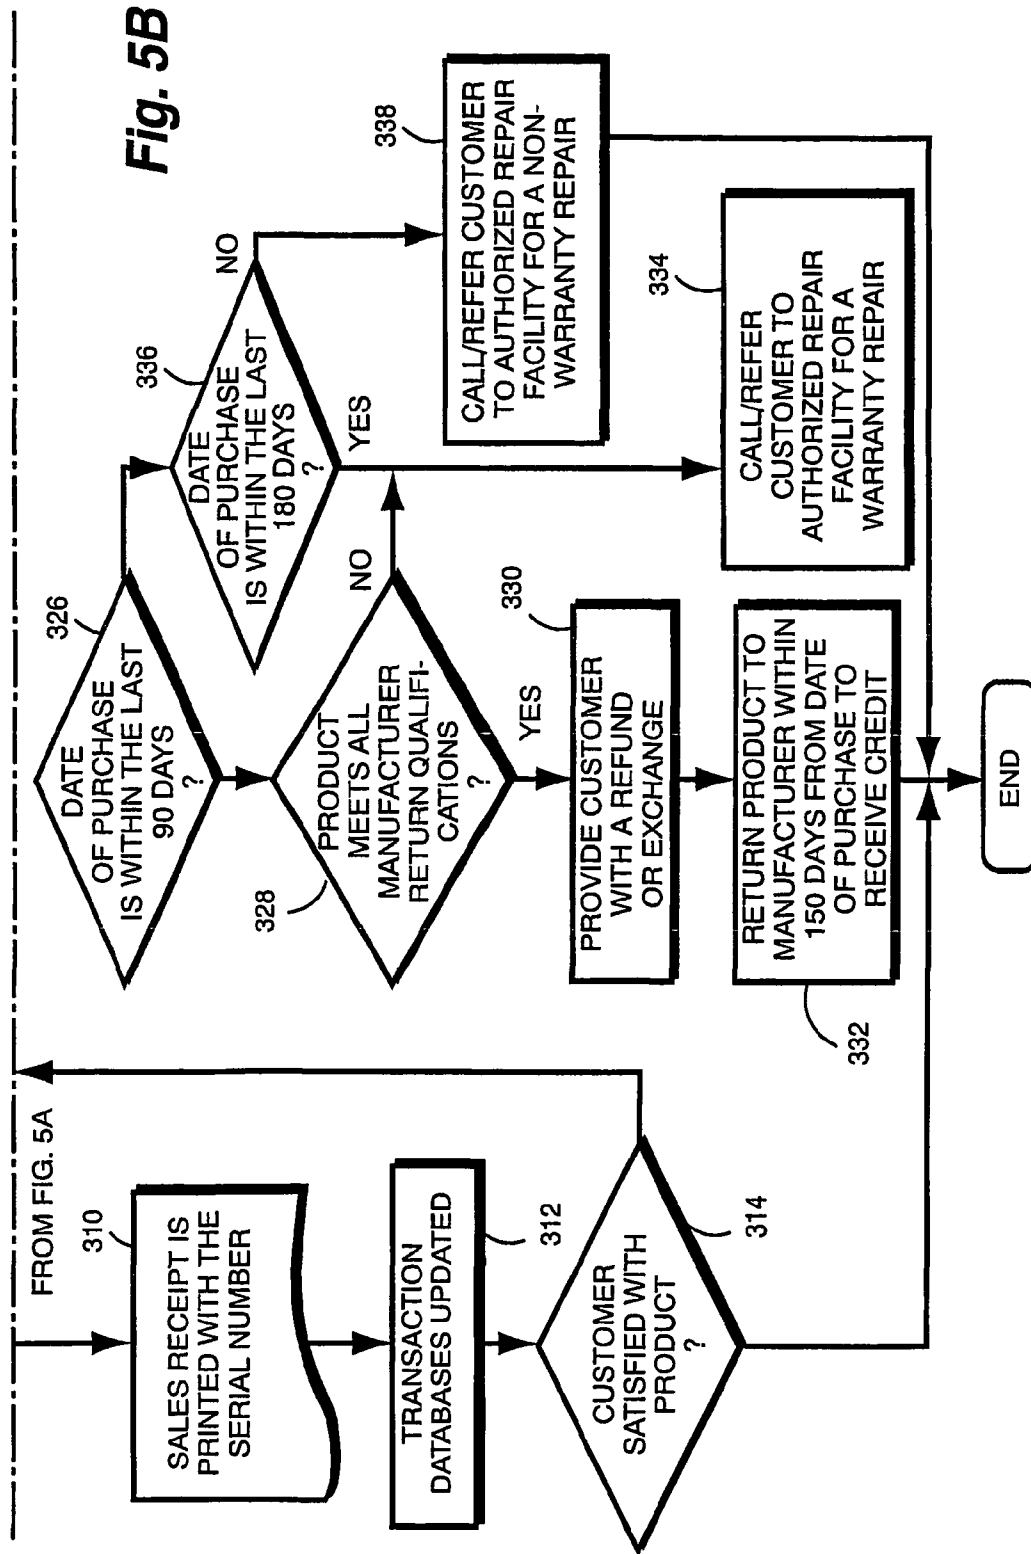 Fig. 5B
FROM FIG. 5A
310
SALES RECEIPT IS
PRINTED WITH THE
SERIAL NUMBER
TRANSACTION
DATABASES UPDATED
312
CUSTOMER
SATISFIED WITH
PRODUCT
?
314
326
DATE
OF PURCHASE
IS WITHIN THE LAST
90 DAYS
?
328
PRODUCT
MEETS ALL
MANUFACTURER
RETURN QUALIFI-
CATIONS
?
NO
YES
330
PROVIDE CUSTOMER
WITH A REFUND
OR EXCHANGE
RETURN PRODUCT TO
MANUFACTURER WITHIN
150 DAYS FROM DATE
OF PURCHASE TO
RECEIVE CREDIT
332
336
DATE
OF PURCHASE
IS WITHIN THE LAST
180 DAYS
?
NO
YES
338
CALL/REFER CUSTOMER
TO AUTHORIZED REPAIR
FACILITY FOR A NON-
WARRANTY REPAIR
334
CALL/REFER
CUSTOMER TO
AUTHORIZED REPAIR
FACILITY FOR A
WARRANTY REPAIR
END